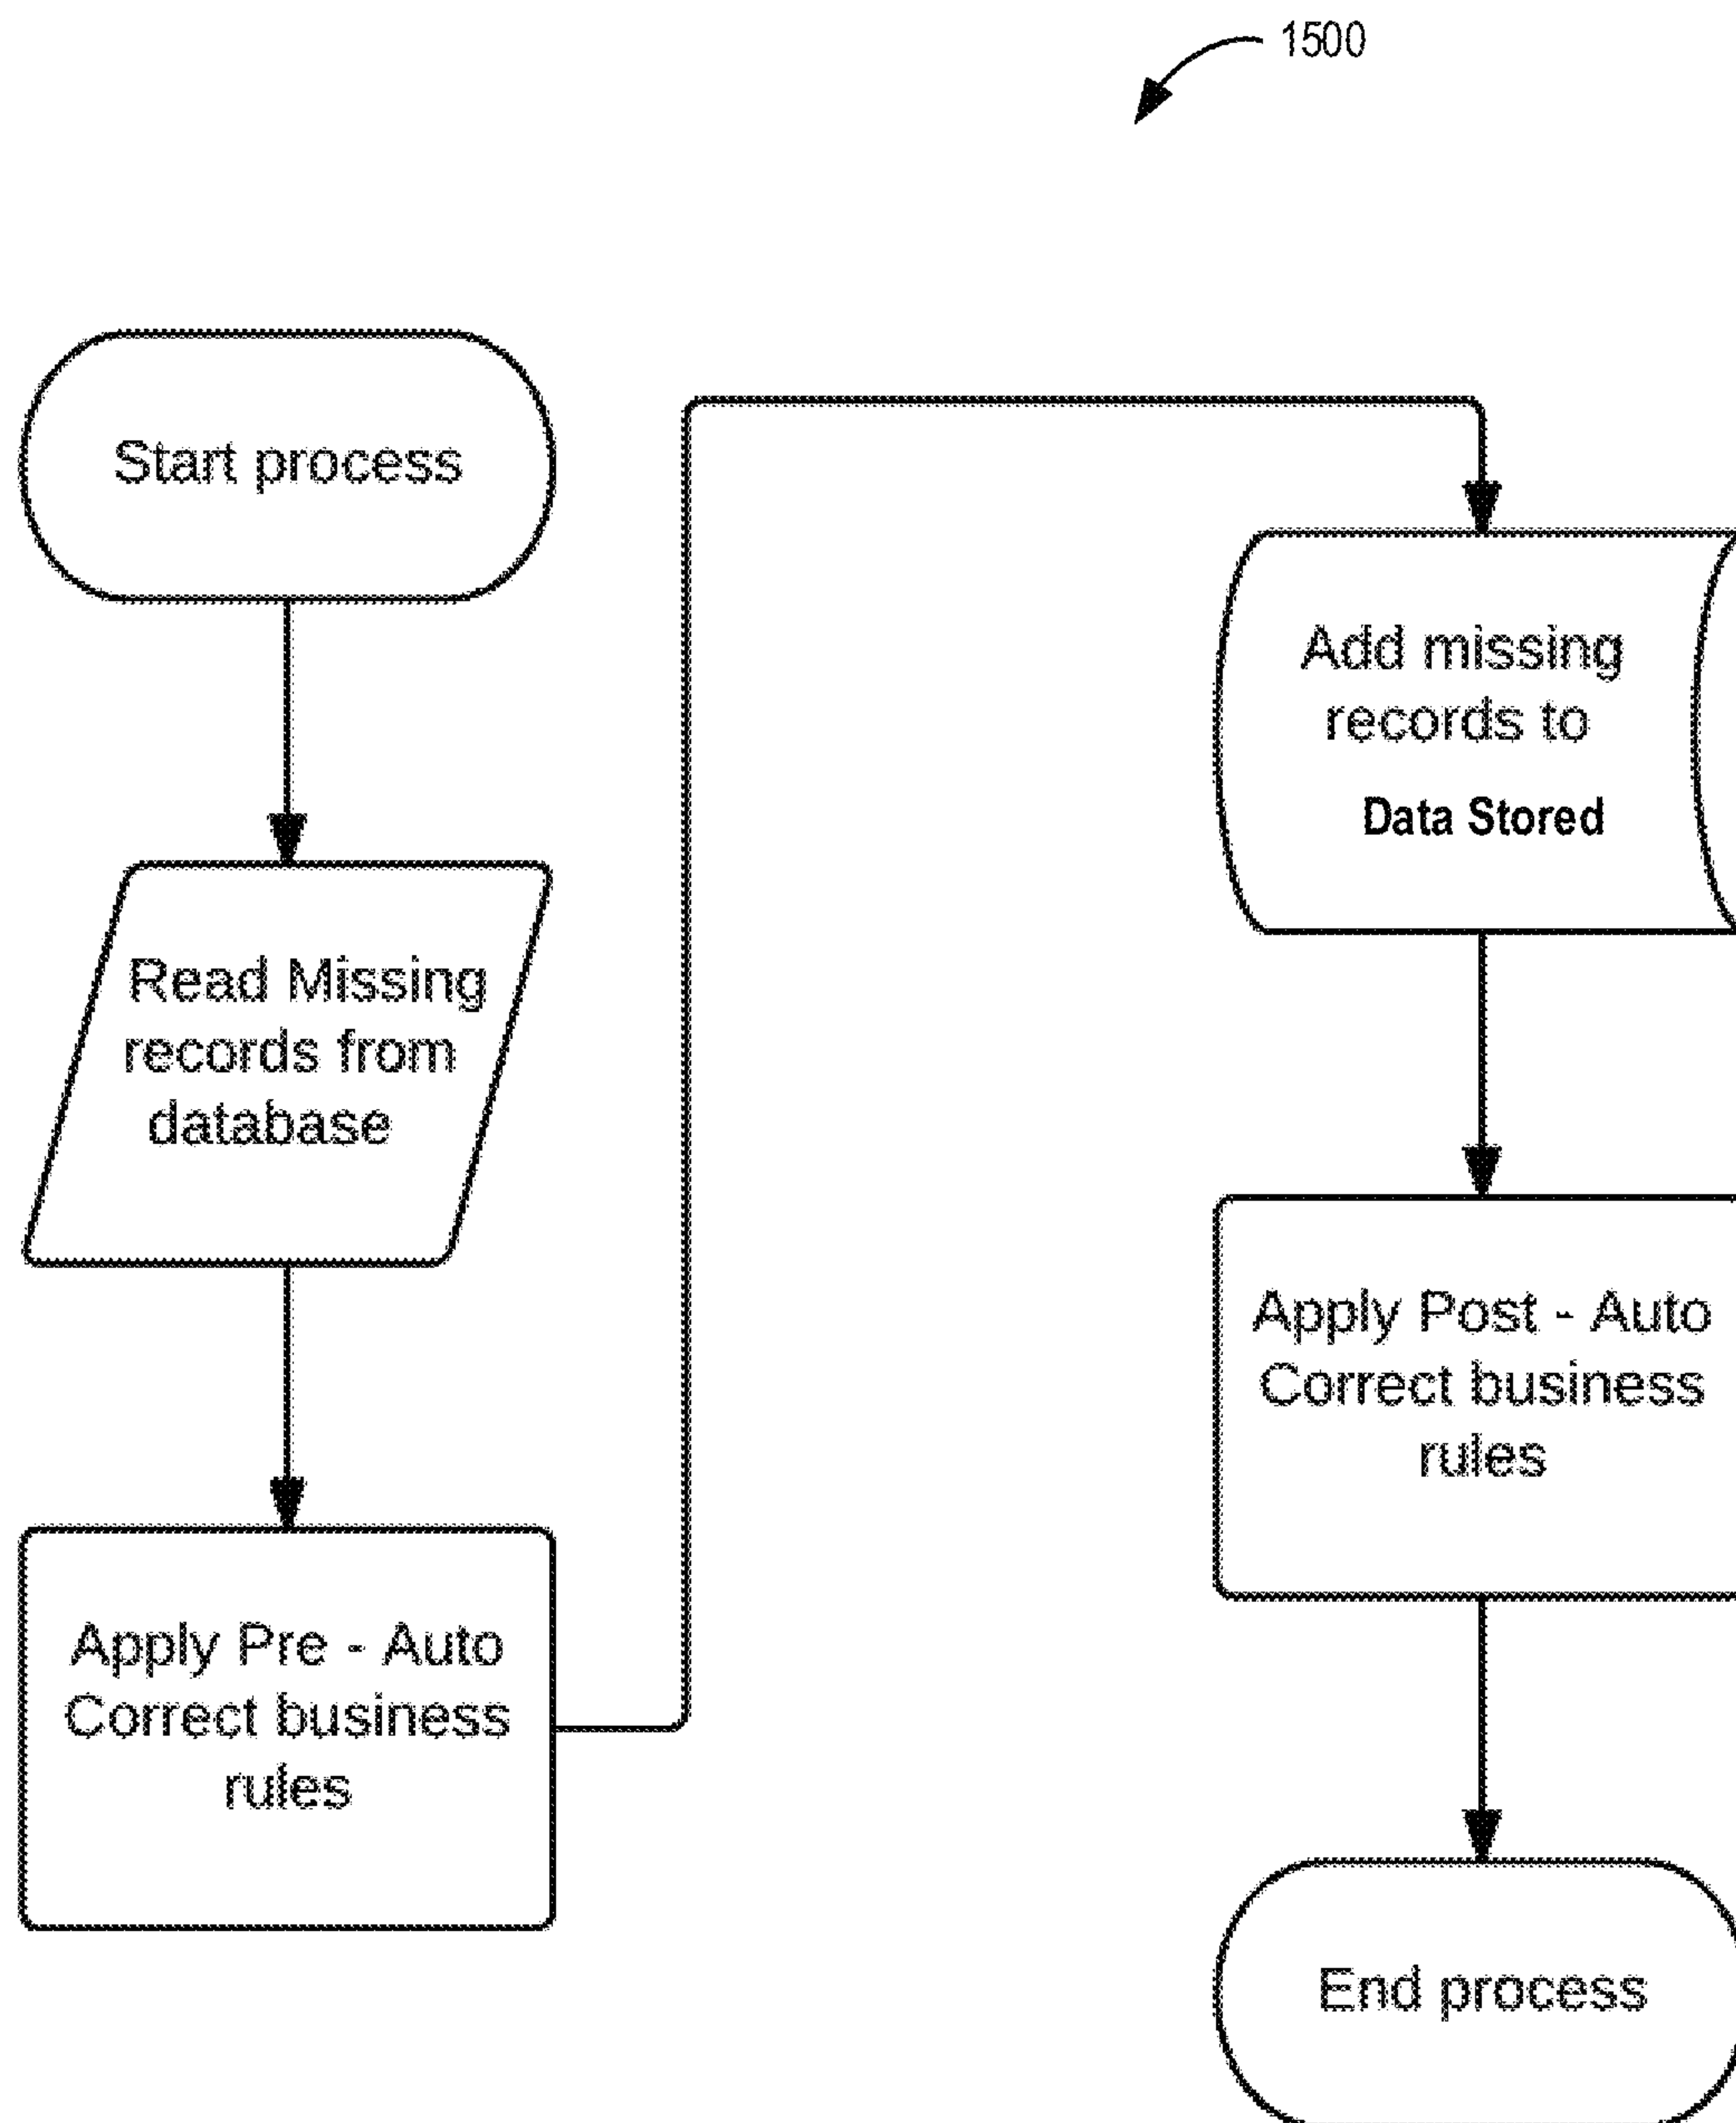 1500
Start process
Read Missing
records from
database
Apply Pre - Auto
Correct business
rules
Add missing
records to
Data Stored
Apply Post - Auto
Correct business
rules
End process